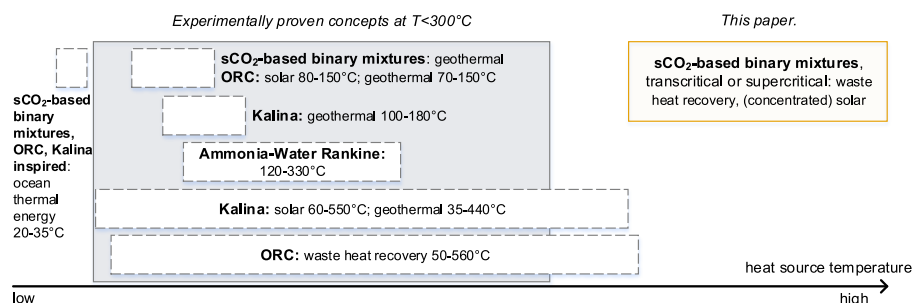 Experimentally proven concepts at T<300°C
This paper.
sCO₂-based
binary
mixtures,
ORC, Kalina
inspired:
ocean
thermal
energy
20-35°C
sCO₂-based binary mixtures: geothermal
ORC: solar 80-150°C; geothermal 70-150°C
Kalina: geothermal 100-180°C
Ammonia-Water Rankine:
120-330°C
Kalina: solar 60-550°C; geothermal 35-440°C
ORC: waste heat recovery 50-560°C
sCO₂-based binary mixtures,
transcritical or supercritical: waste
heat recovery, (concentrated) solar
heat source temperature
low
high